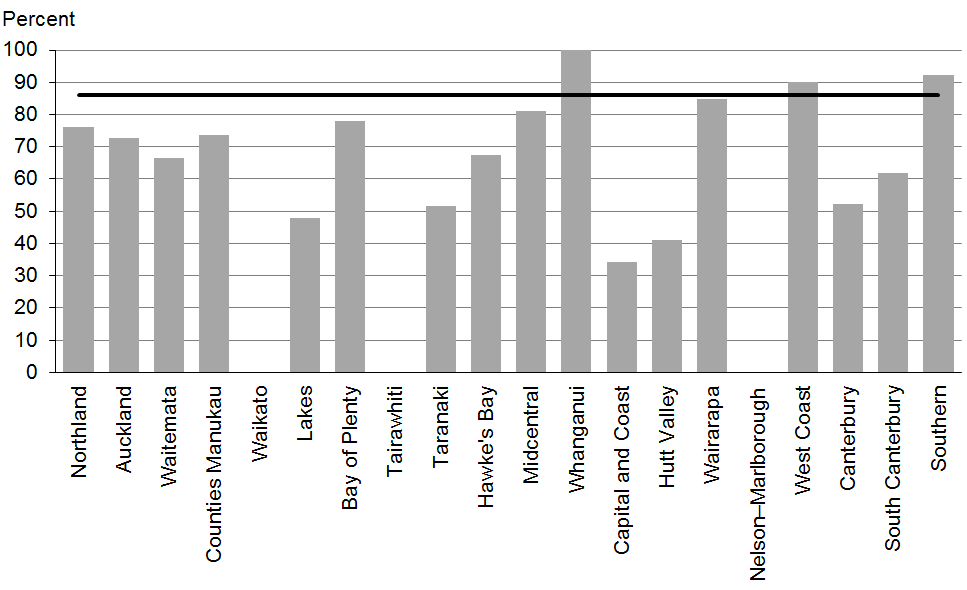 Percent
100
90
80
70
60
50
40
30
20
10
0
Northland
Auckland
Waitemata
Counties Manukau
Waikato
Lakes
Bay of Plenty
Tairawhiti
Taranaki
Hawke's Bay
Midcentral
Whanganui
Capital and Coast
Hutt Valley
Wairarapa
Nelson–Marlborough
West Coast
Canterbury
South Canterbury
Southern